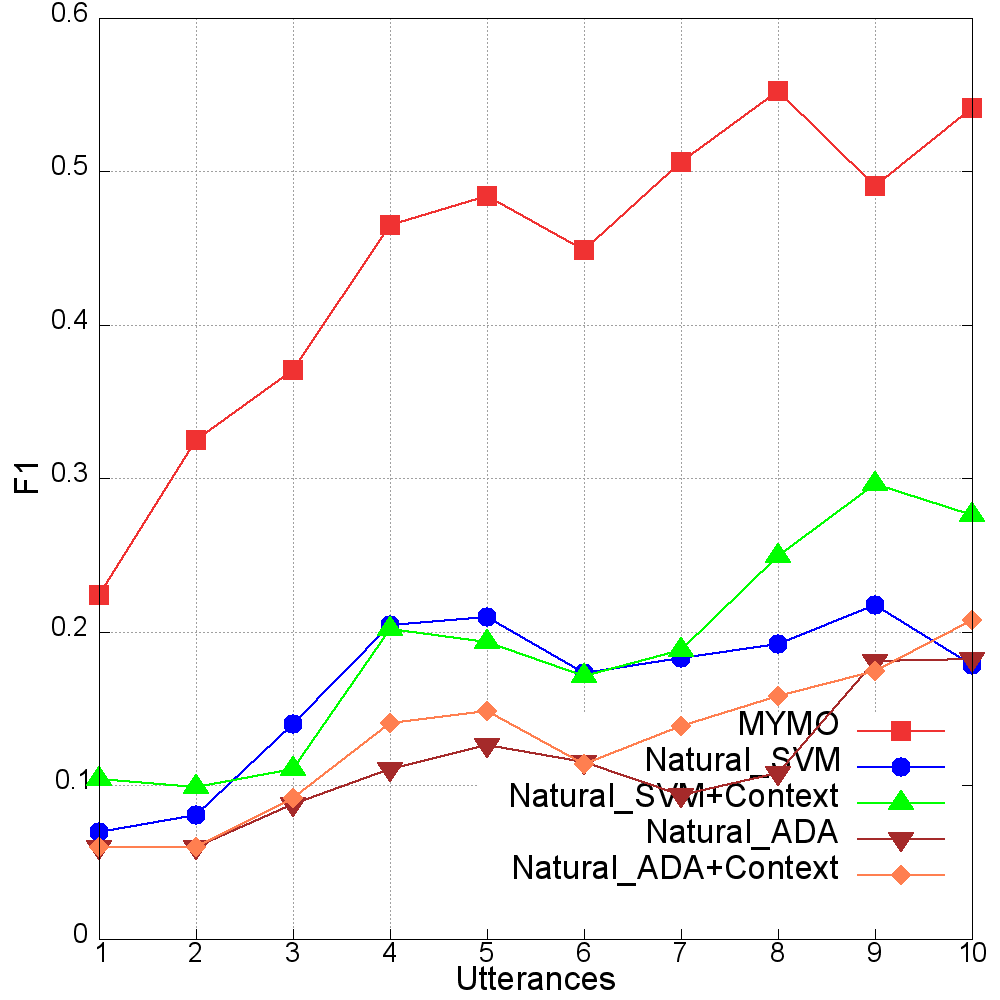 0.6
0.5
0.4
0.3
0.2
0.1
0
F1
1 2 3 4 5 6 7 8 9 10
Utterances
MYMO
Natural_SVM
Natural_SVM+Context
Natural_ADA
Natural_ADA+Context